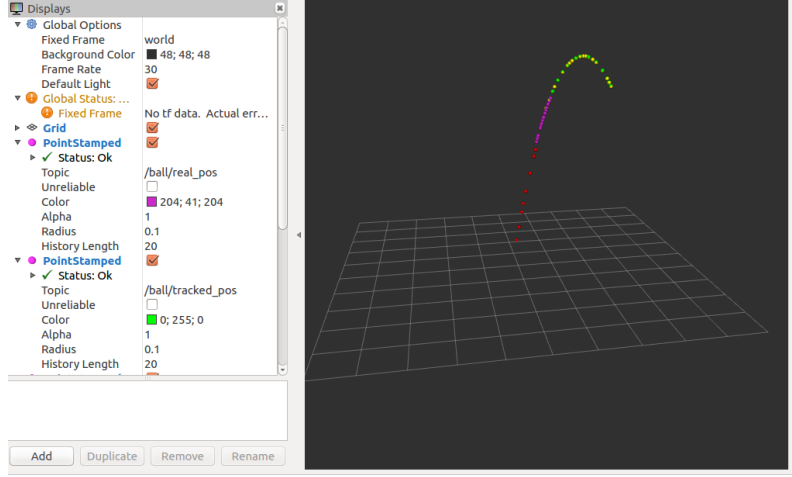 Displays
Global Options
Fixed Frame world
Background Color 48; 48; 48
Frame Rate 30
Default Light
Global Status: ...
Fixed Frame No tf data. Actual err...
Grid
PointStamped
Status: Ok
Topic /ball/real_pos
Unreliable
Color 204; 41; 204
Alpha 1
Radius 0.1
History Length 20
PointStamped
Status: Ok
Topic /ball/tracked_pos
Unreliable
Color 0; 255; 0
Alpha 1
Radius 0.1
History Length 20
Add Duplicate Remove Rename